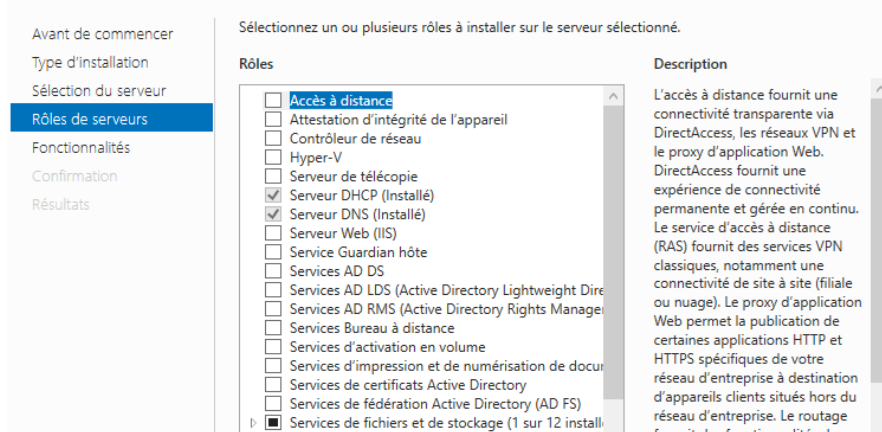 Sélectionnez un ou plusieurs rôles à installer sur le serveur sélectionné.
Avant de commencer
Type d'installation
Sélection du serveur
Rôles de serveurs
Fonctionnalités
Confirmation
Résultats
Rôles
Accès à distance
Attestation d'intégrité de l'appareil
Contrôleur de réseau
Hyper-V
Serveur de télécopie
Serveur DHCP (Installé)
Serveur DNS (Installé)
Serveur Web (IIS)
Service Guardian hôte
Services AD DS
Services AD LDS (Active Directory Lightweight Dire
Services AD RMS (Active Directory Rights Manage
Services Bureau à distance
Services d'activation en volume
Services d'impression et de numérisation de docu
Services de certificats Active Directory
Services de fédération Active Directory (AD FS)
Services de fichiers et de stockage (1 sur 12 install
Description
L'accès à distance fournit une
connectivité transparente via
DirectAccess, les réseaux VPN et
le proxy d'application Web.
DirectAccess fournit une
expérience de connectivité
permanente et gérée en continu.
Le service d'accès à distance
(RAS) fournit des services VPN
classiques, notamment une
connectivité de site à site (filiale
ou nuage). Le proxy d'application
Web permet la publication de
certaines applications HTTP et
HTTPS spécifiques de votre
réseau d'entreprise à destination
d'appareils clients situés hors du
réseau d'entreprise. Le routage